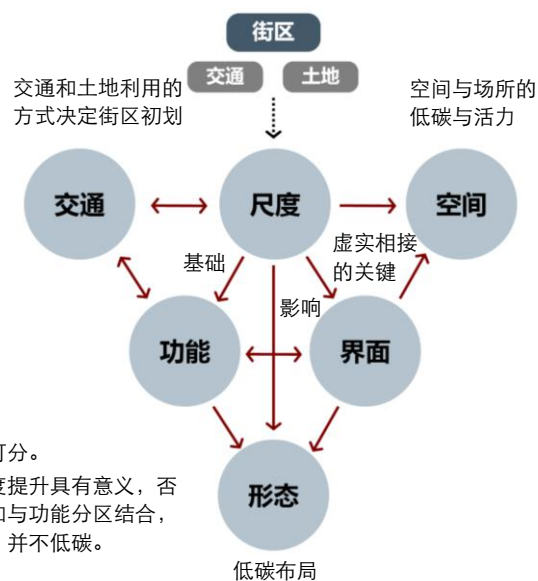 街区
交通 土地
交通和土地利用的
方式决定街区初划
空间与场所的
低碳与活力
交通
尺度
空间
基础
虚实相接
的关键
影响
功能
界面
可分。
度提升具有意义，否
如与功能分区结合，
并不低碳。
形态
低碳布局